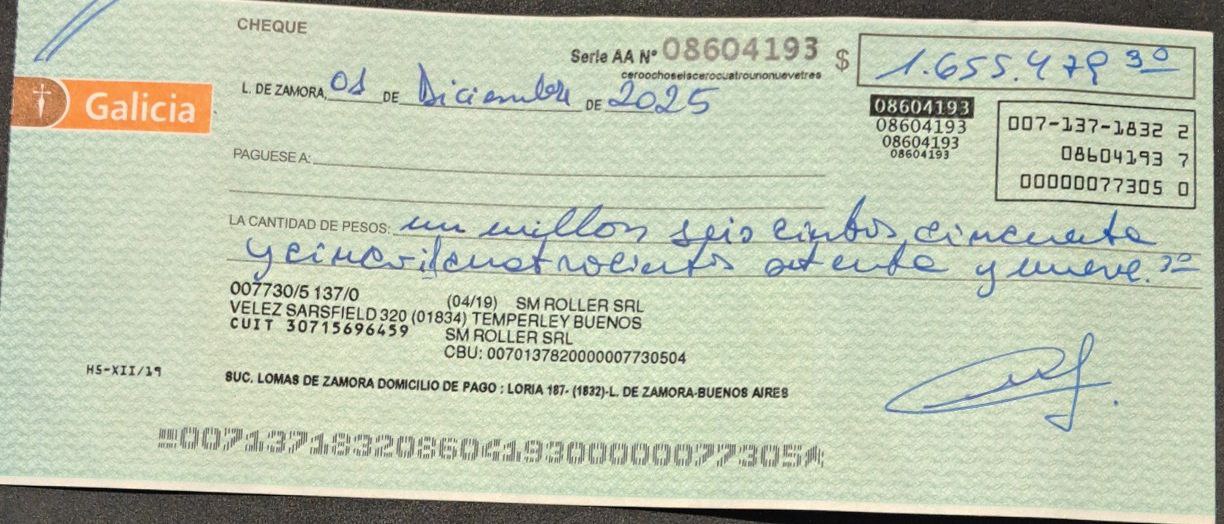 CHEQUE
Serie AA Nº 08604193 $ 1.655.479 30
ceroochoseiscerocuatrounonuevetres
Galicia
L. DE ZAMORA, 01 DE Diciembre DE 2025
08604193
08604193
08604193
08604193
007-137-1832 2
08604193 7
00000077305 0
PAGUESE A:
LA CANTIDAD DE PESOS: un millon seiscientos cincuenta
y cinco mil cuatrocientos setenta y nueve. 30
007730/5 137/0 (04/19) SM ROLLER SRL
VELEZ SARSFIELD 320 (01834) TEMPERLEY BUENOS
CUIT 30715696459 SM ROLLER SRL
CBU: 0070137820000007730504
HS-XII/19
SUC. LOMAS DE ZAMORA DOMICILIO DE PAGO : LORIA 187- (1832)-L. DE ZAMORA-BUENOS AIRES
00713718320860419300000077305